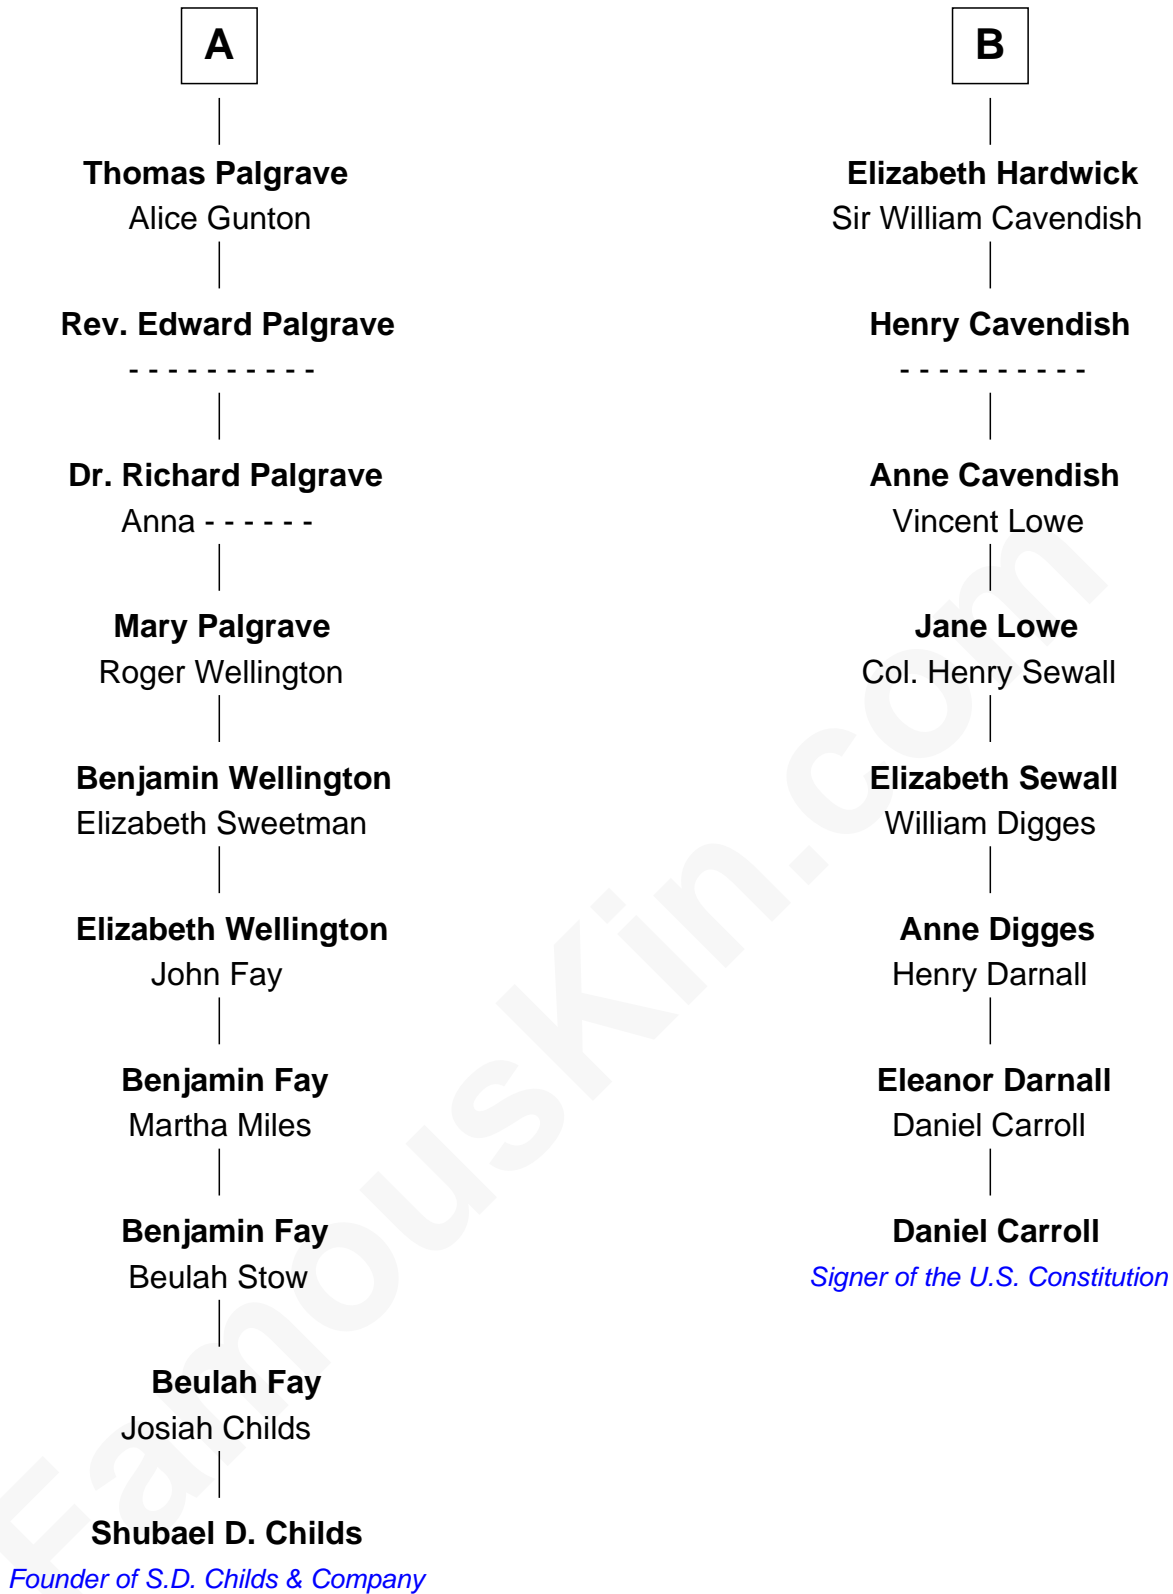 A
Thomas Palgrave
Alice Gunton
Rev. Edward Palgrave
- - - - - - - - - -
Dr. Richard Palgrave
Anna - - - - - -
Mary Palgrave
Roger Wellington
Benjamin Wellington
Elizabeth Sweetman
Elizabeth Wellington
John Fay
Benjamin Fay
Martha Miles
Benjamin Fay
Beulah Stow
Beulah Fay
Josiah Childs
Shubael D. Childs
Founder of S.D. Childs & Company
B
Elizabeth Hardwick
Sir William Cavendish
Henry Cavendish
- - - - - - - - - -
Anne Cavendish
Vincent Lowe
Jane Lowe
Col. Henry Sewall
Elizabeth Sewall
William Digges
Anne Digges
Henry Darnall
Eleanor Darnall
Daniel Carroll
Daniel Carroll
Signer of the U.S. Constitution
FamousKin.com